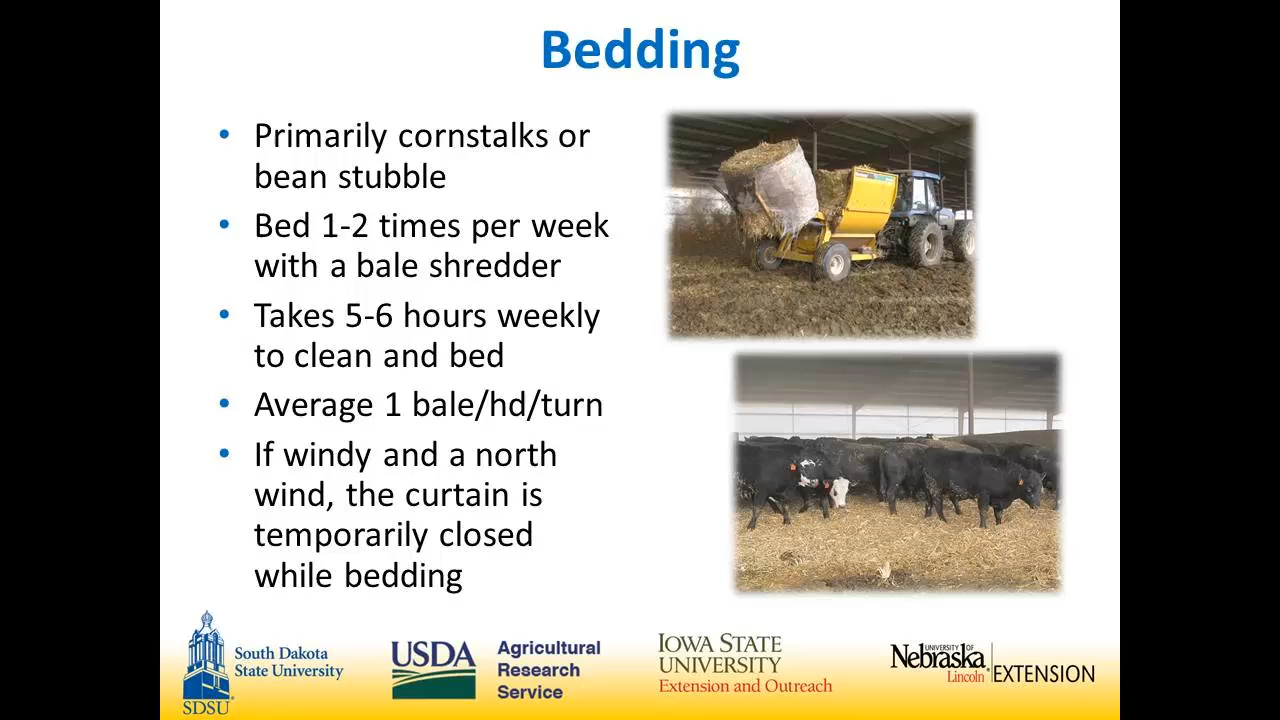 Bedding
• Primarily cornstalks or
bean stubble
• Bed 1-2 times per week
with a bale shredder
• Takes 5-6 hours weekly
to clean and bed
• Average 1 bale/hd/turn
• If windy and a north
wind, the curtain is
temporarily closed
while bedding
South Dakota
State University
SDSU
USDA
Agricultural
Research
Service
IOWA STATE
UNIVERSITY
Extension and Outreach
UNIVERSITY OF
Nebraska
Lincoln
EXTENSION